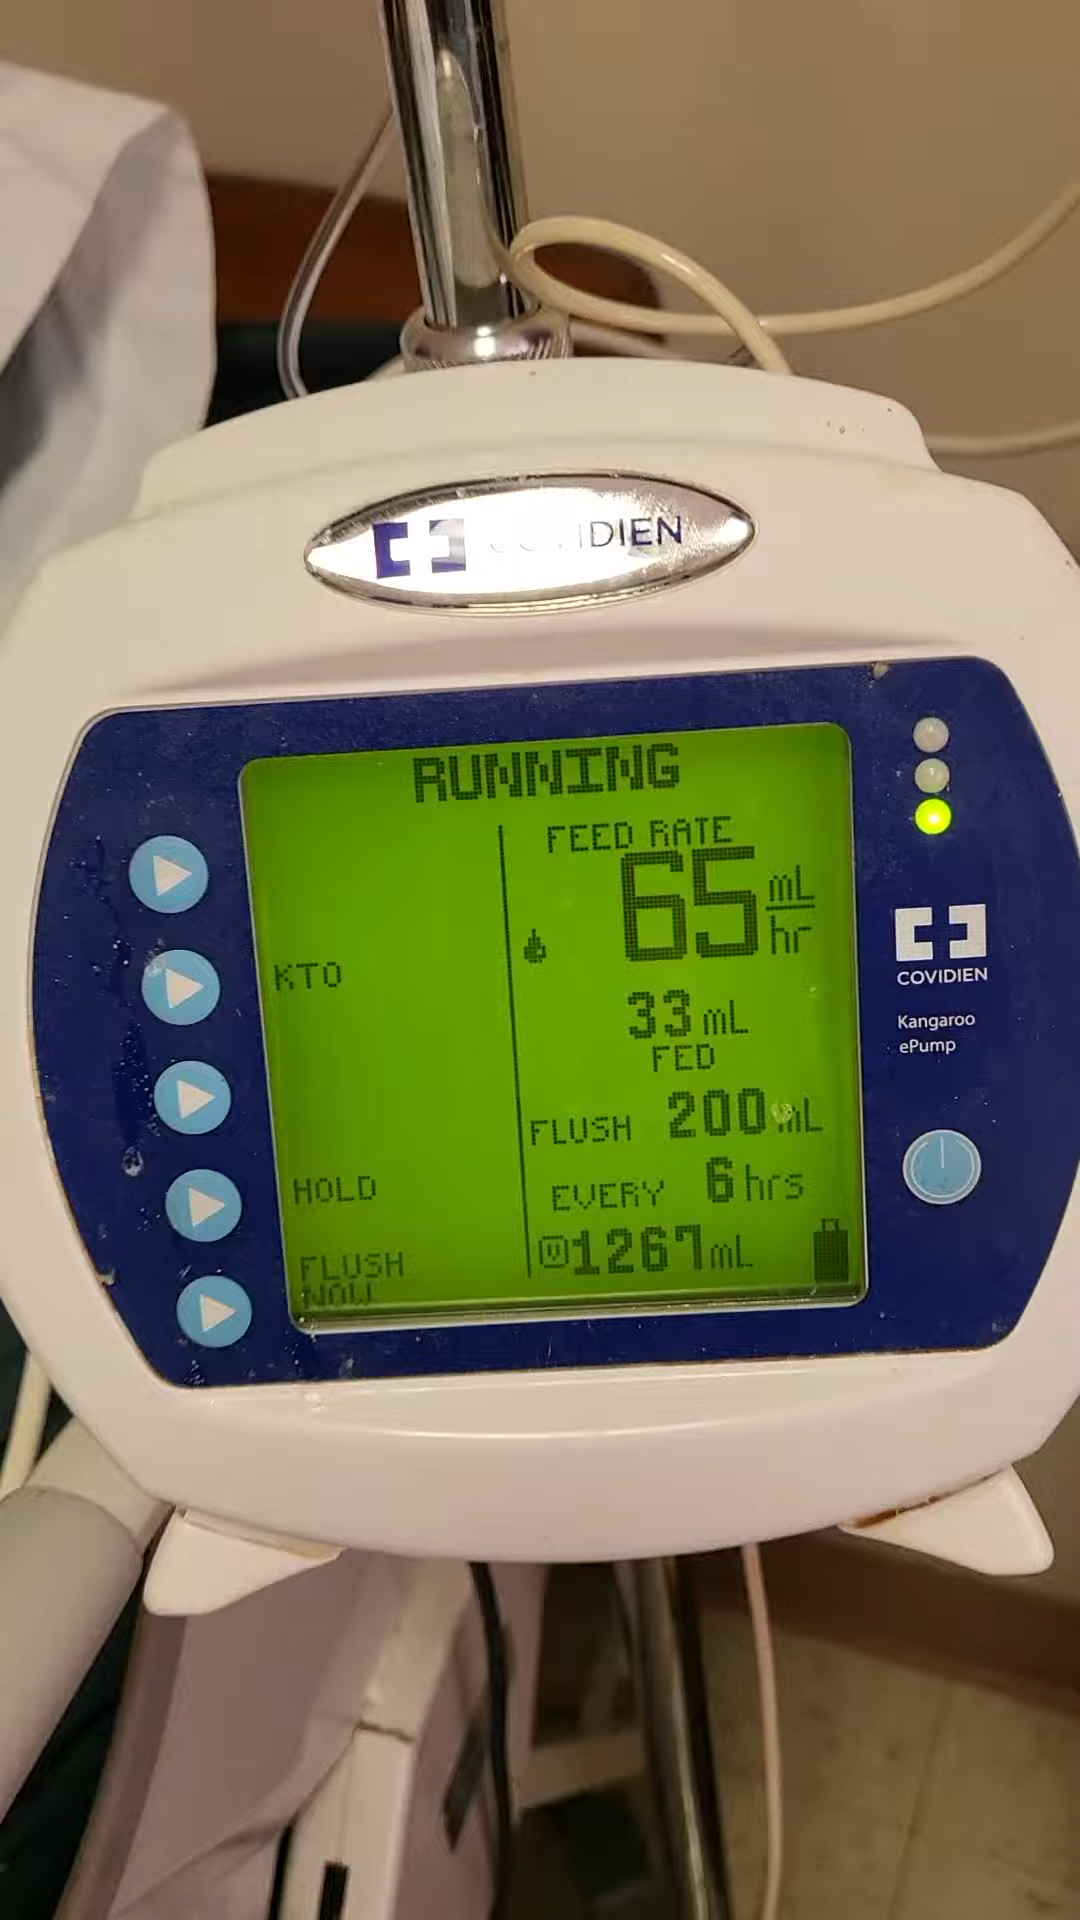 COVIDIEN
RUNNING
FEED RATE
65 mL/hr
KTO
33 mL
FED
FLUSH 200 mL
HOLD
EVERY 6 hrs
1267 mL
FLUSH
NOW
COVIDIEN
Kangaroo
ePump